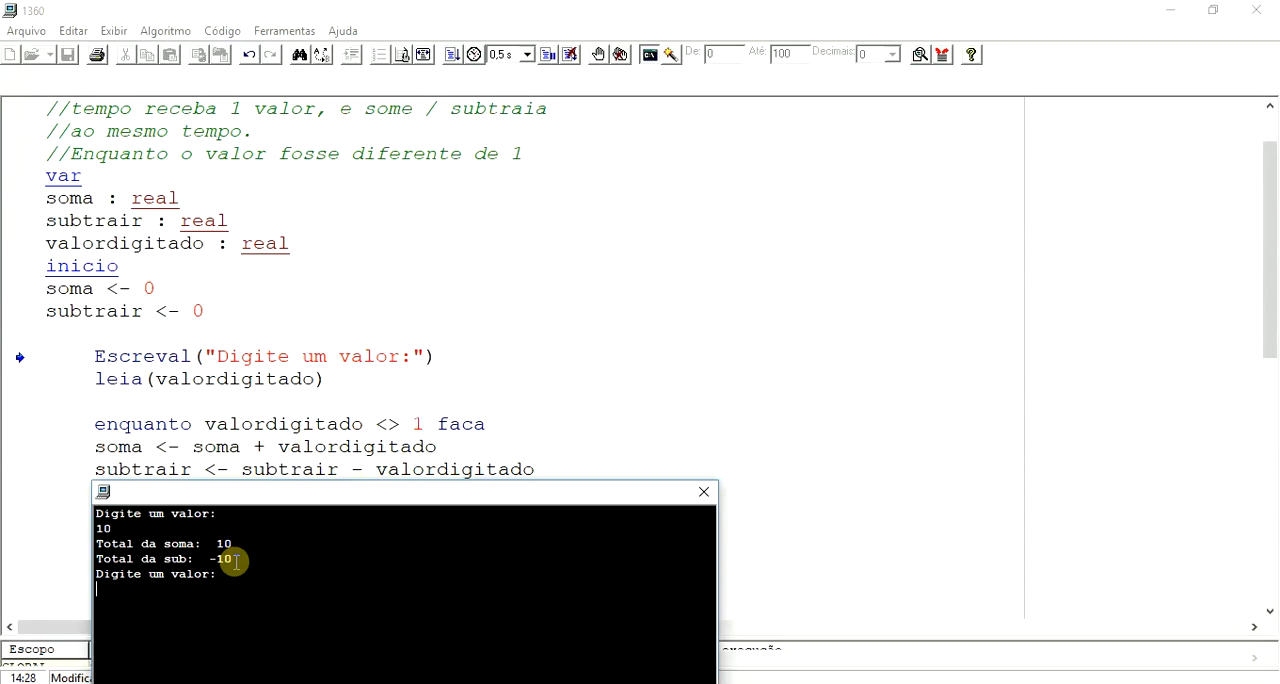 1360
Arquivo Editar Exibir Algoritmo Código Ferramentas Ajuda
0,5 s De: 0 Até: 100 Decimais: 0
//tempo receba 1 valor, e some / subtraia
//ao mesmo tempo.
//Enquanto o valor fosse diferente de 1
var
soma : real
subtrair : real
valordigitado : real
inicio
soma <- 0
subtrair <- 0
Escreval("Digite um valor:")
leia(valordigitado)
enquanto valordigitado <> 1 faca
soma <- soma + valordigitado
subtrair <- subtrair - valordigitado
Digite um valor:
10
Total da soma: 10
Total da sub: -10
Digite um valor:
Escopo
14:28 Modifica